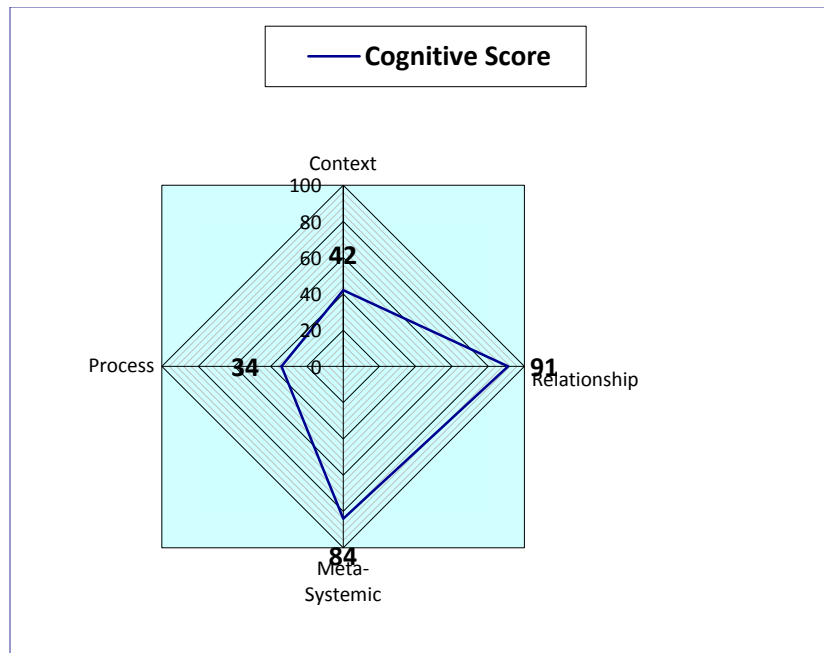 Cognitive Score
Context
100
80
60
42
40
20
0
Process
34
91
Relationship
84
Meta-
Systemic